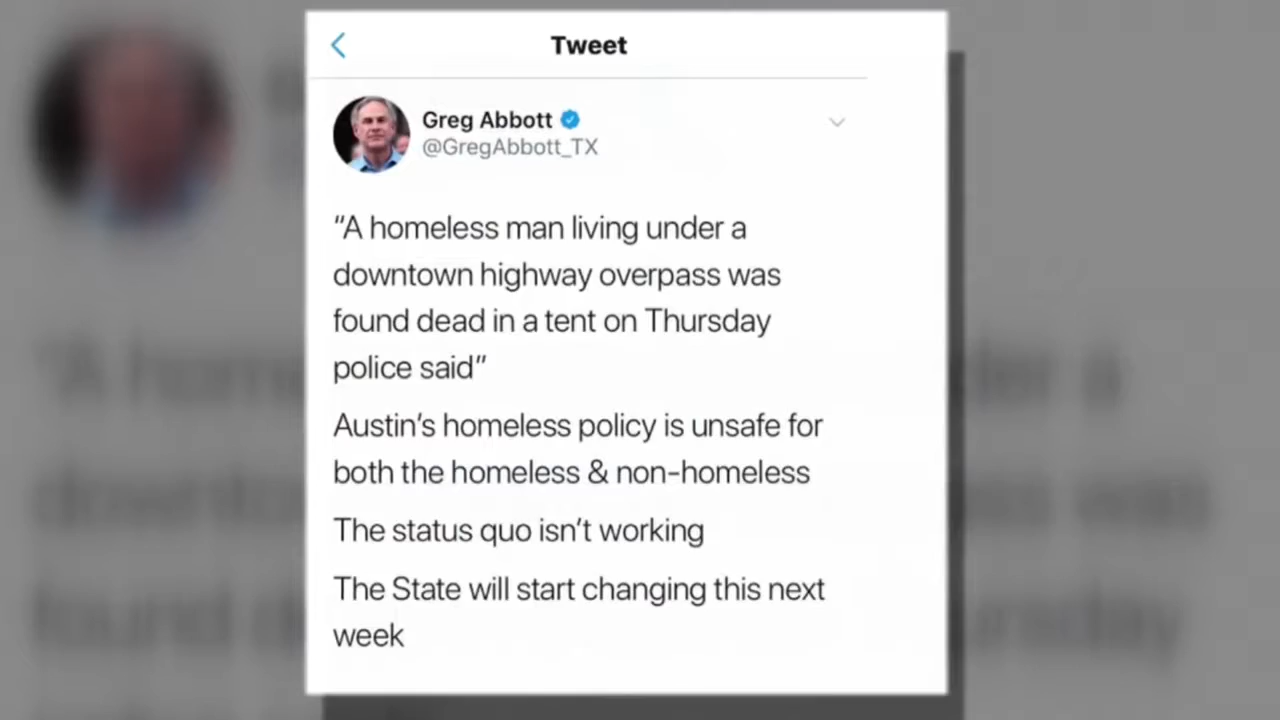 Tweet
Greg Abbott
@GregAbbott_TX
“A homeless man living under a
downtown highway overpass was
found dead in a tent on Thursday
police said”
Austin’s homeless policy is unsafe for
both the homeless & non-homeless
The status quo isn’t working
The State will start changing this next
week